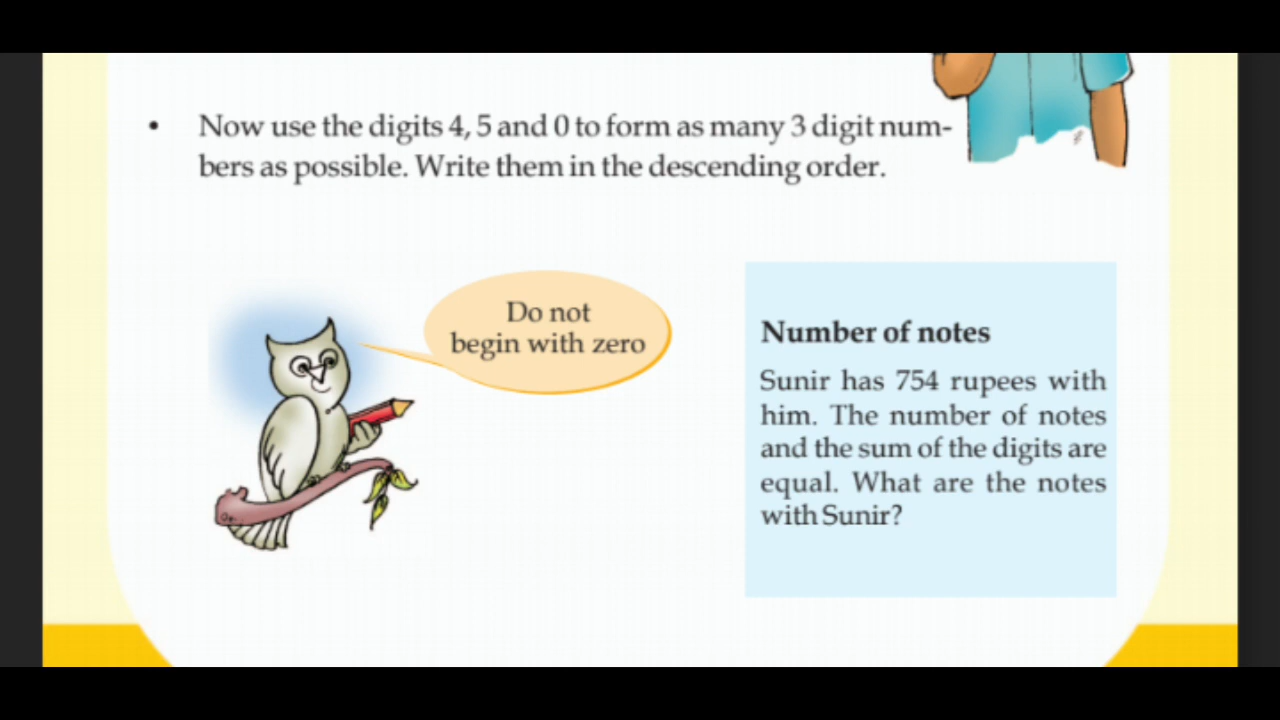 • Now use the digits 4, 5 and 0 to form as many 3 digit num-
bers as possible. Write them in the descending order.
Do not
begin with zero
Number of notes
Sunir has 754 rupees with
him. The number of notes
and the sum of the digits are
equal. What are the notes
with Sunir?